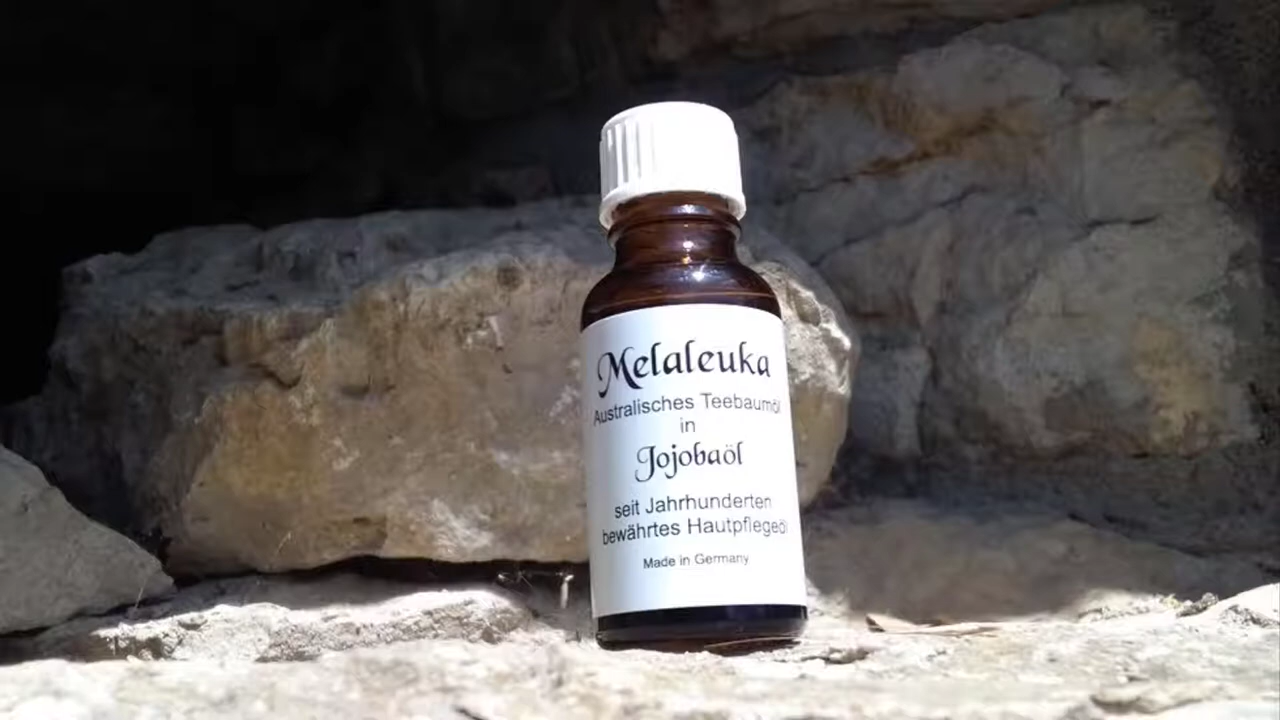 Melaleuka
Australisches Teebaumöl
in
Jojobaöl
seit Jahrhunderten
bewährtes Hautpflegeöl
Made in Germany